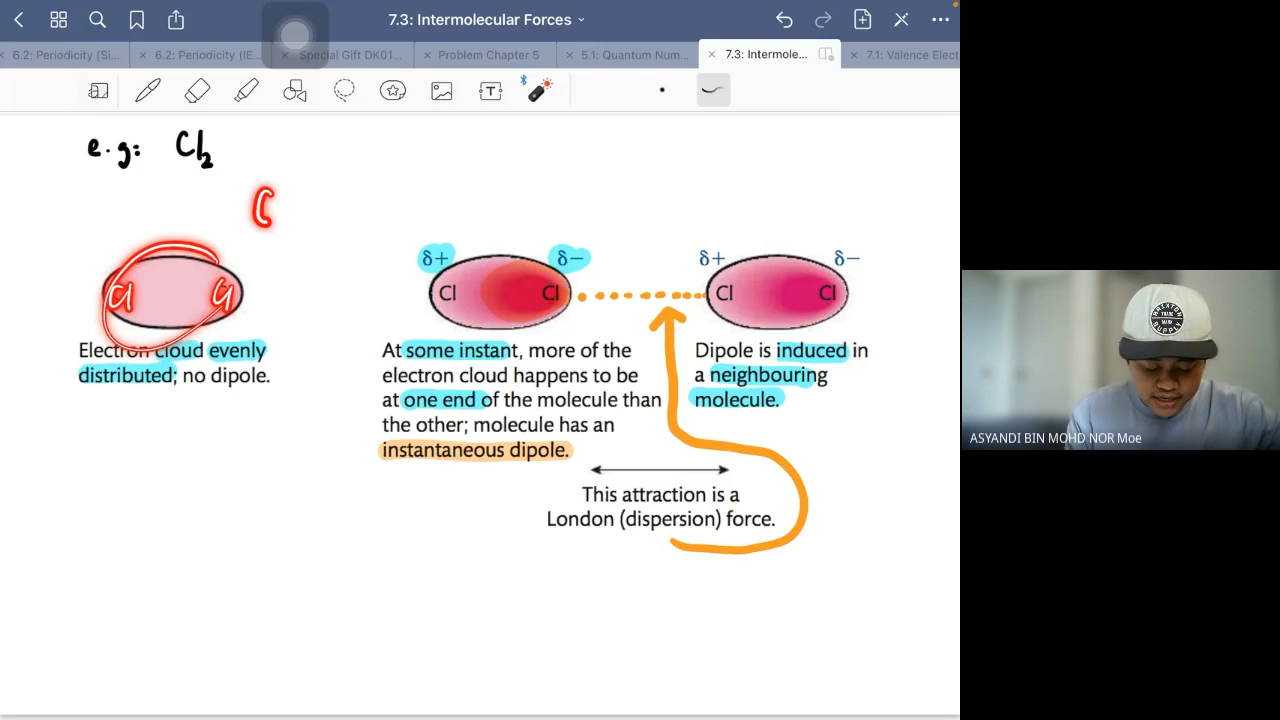 7.3: Intermolecular Forces
6.2: Periodicity (Si...
6.2: Periodicity (IE...
Special Gift DK01...
Problem Chapter 5
5.1: Quantum Num...
7.3: Intermole...
7.1: Valence Elect
e.g: Cl2
C
δ+ δ− δ+ δ−
Cl Cl Cl Cl Cl Cl
Electron cloud evenly
distributed; no dipole.
At some instant, more of the
electron cloud happens to be
at one end of the molecule than
the other; molecule has an
instantaneous dipole.
Dipole is induced in
a neighbouring
molecule.
This attraction is a
London (dispersion) force.
ASYANDI BIN MOHD NOR Moe